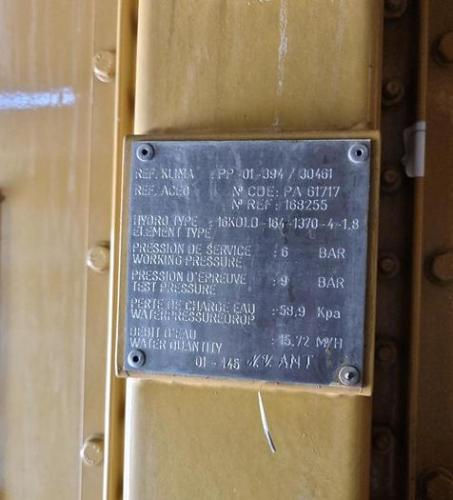 REF. KLIMA : PP-01-394 / 30461
REF. ACEO N° CDE: PA 61717
N° REF: 168255
HYDRO TYPE : 16KOLD-164-1370-4-1.8
ELEMENT TYPE
PRESSION DE SERVICE : 6 BAR
WORKING PRESSURE
PRESSION D'EPREUVE : 9 BAR
TEST PRESSURE
PERTE DE CHARGE EAU : 58,9 Kpa
WATERPRESSUREDROP
DEBIT D'EAU : 15,72 M³/H
WATER QUANTITY
01-145 ANT